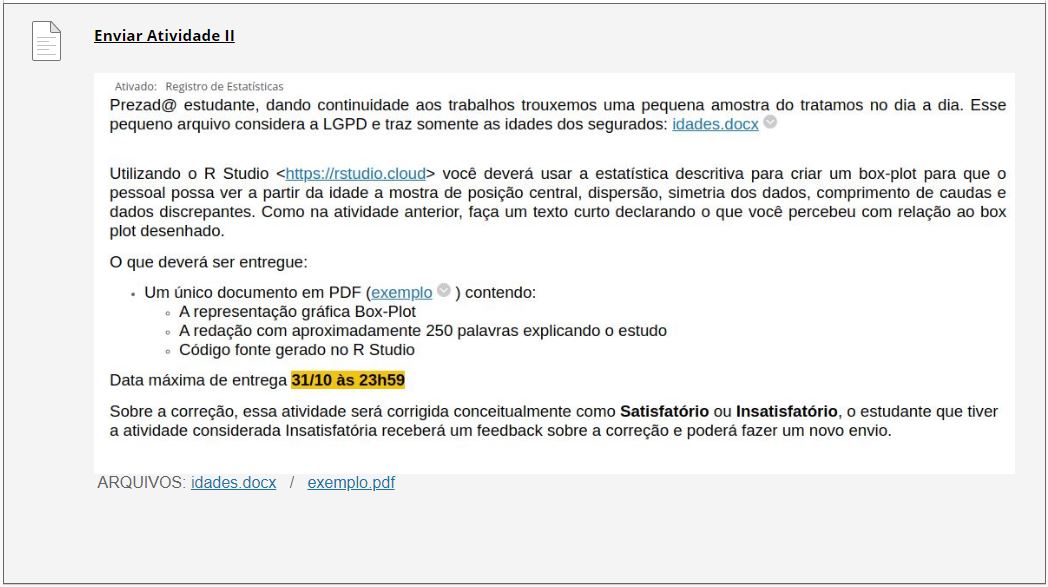 Enviar Atividade II
Ativado: Registro de Estatísticas
Prezad@ estudante, dando continuidade aos trabalhos trouxemos uma pequena amostra do tratamos no dia a dia. Esse
pequeno arquivo considera a LGPD e traz somente as idades dos segurados: idades.docx
Utilizando o R Studio <https://rstudio.cloud> você deverá usar a estatística descritiva para criar um box-plot para que o
pessoal possa ver a partir da idade a mostra de posição central, dispersão, simetria dos dados, comprimento de caudas e
dados discrepantes. Como na atividade anterior, faça um texto curto declarando o que você percebeu com relação ao box
plot desenhado.
O que deverá ser entregue:
• Um único documento em PDF (exemplo ) contendo:
◦ A representação gráfica Box-Plot
◦ A redação com aproximadamente 250 palavras explicando o estudo
◦ Código fonte gerado no R Studio
Data máxima de entrega 31/10 às 23h59
Sobre a correção, essa atividade será corrigida conceitualmente como Satisfatório ou Insatisfatório, o estudante que tiver
a atividade considerada Insatisfatória receberá um feedback sobre a correção e poderá fazer um novo envio.
ARQUIVOS: idades.docx / exemplo.pdf